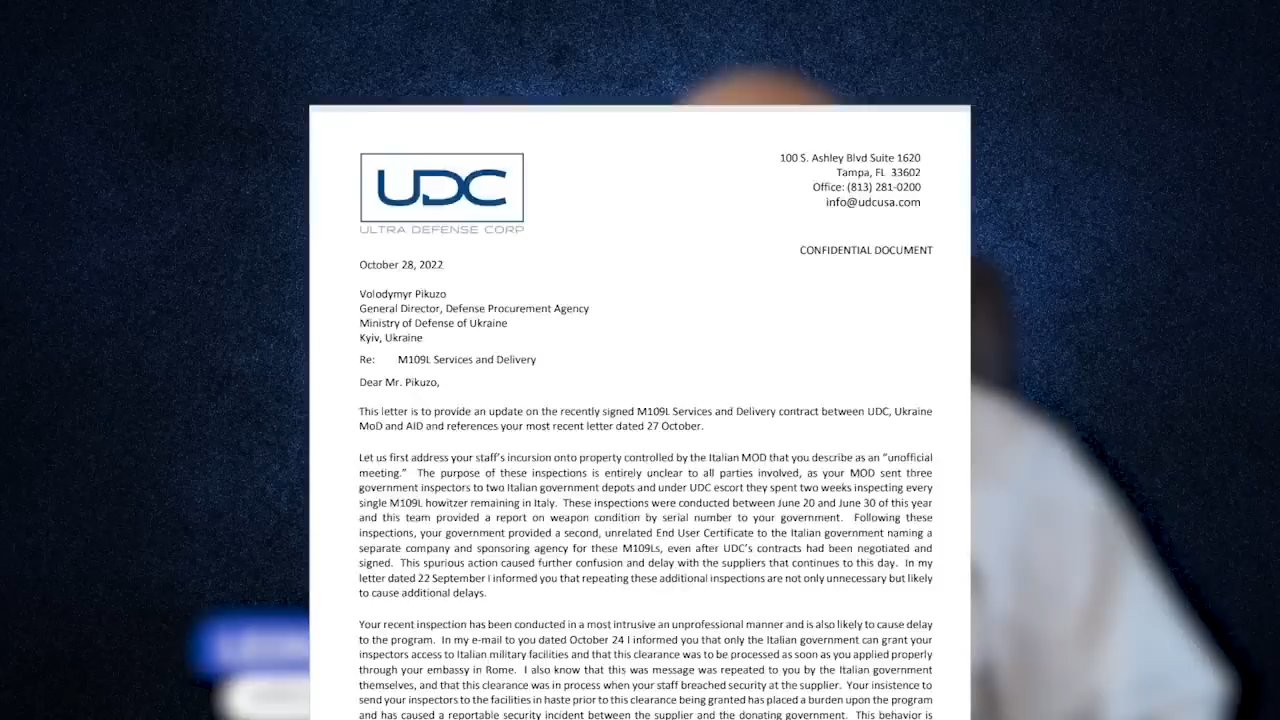 UDC
ULTRA DEFENSE CORP
100 S. Ashley Blvd Suite 1620
Tampa, FL  33602
Office: (813) 281-0200
info@udcusa.com
CONFIDENTIAL DOCUMENT
October 28, 2022
Volodymyr Pikuzo
General Director, Defense Procurement Agency
Ministry of Defense of Ukraine
Kyiv, Ukraine
Re: M109L Services and Delivery
Dear Mr. Pikuzo,
This letter is to provide an update on the recently signed M109L Services and Delivery contract between UDC, Ukraine
MoD and AID and references your most recent letter dated 27 October.
Let us first address your staff's incursion onto property controlled by the Italian MOD that you describe as an “unofficial
meeting.” The purpose of these inspections is entirely unclear to all parties involved, as your MOD sent three
government inspectors to two Italian government depots and under UDC escort they spent two weeks inspecting every
single M109L howitzer remaining in Italy. These inspections were conducted between June 20 and June 30 of this year
and this team provided a report on weapon condition by serial number to your government. Following these
inspections, your government provided a second, unrelated End User Certificate to the Italian government naming a
separate company and sponsoring agency for these M109Ls, even after UDC's contracts had been negotiated and
signed. This spurious action caused further confusion and delay with the suppliers that continues to this day. In my
letter dated 22 September I informed you that repeating these additional inspections are not only unnecessary but likely
to cause additional delays.
Your recent inspection has been conducted in a most intrusive an unprofessional manner and is also likely to cause delay
to the program. In my e-mail to you dated October 24 I informed you that only the Italian government can grant your
inspectors access to Italian military facilities and that this clearance was to be processed as soon as you applied properly
through your embassy in Rome. I also know that this was message was repeated to you by the Italian government
themselves, and that this clearance was in process when your staff breached security at the supplier. Your insistence to
send your inspectors to the facilities in haste prior to this clearance being granted has placed a burden upon the program
and has caused a reportable security incident between the supplier and the donating government. This behavior is